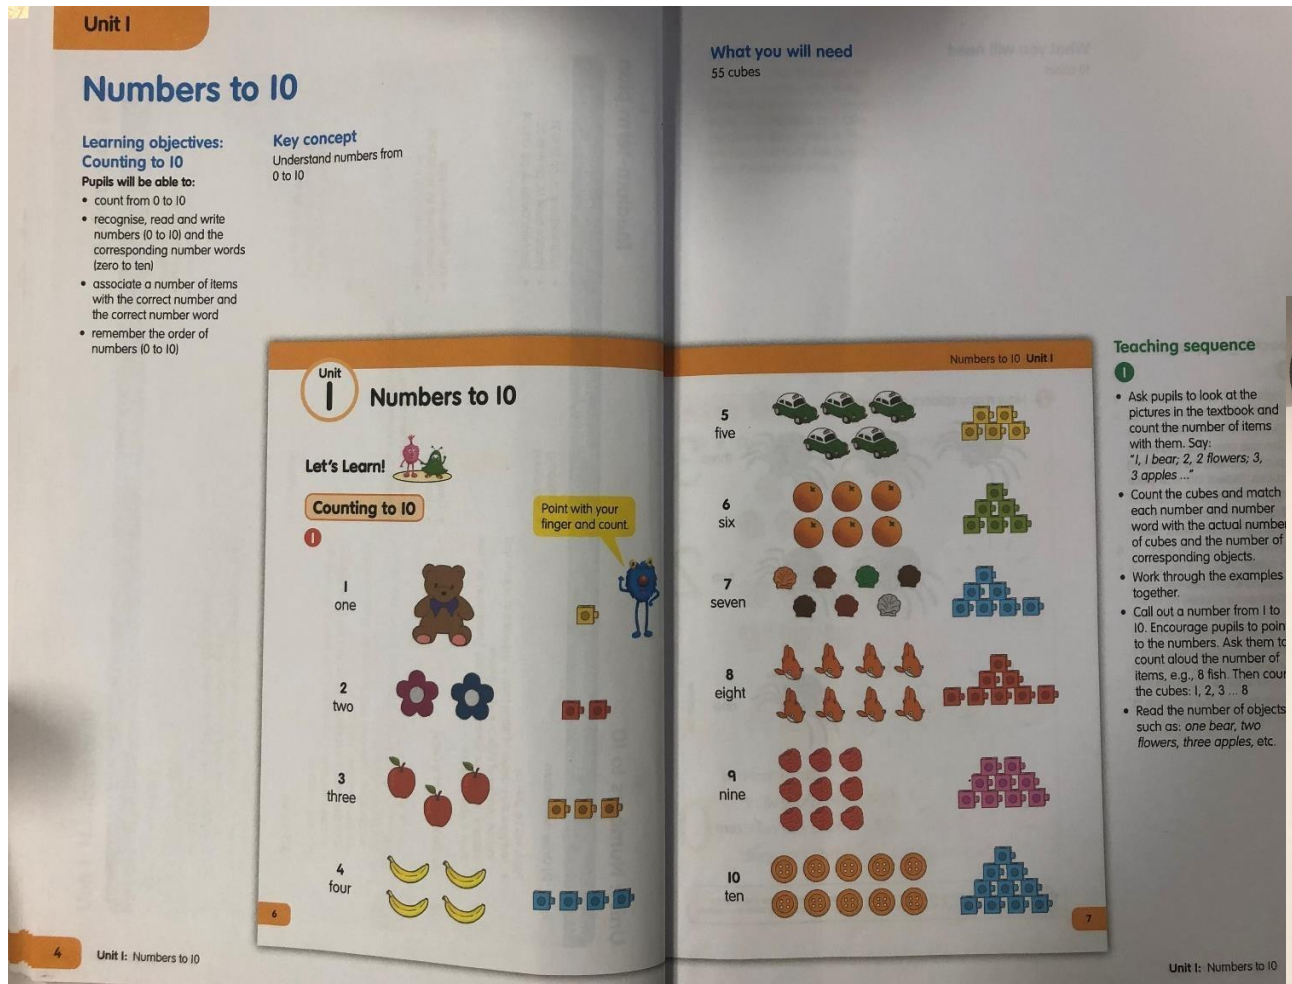 Unit 1
Numbers to 10
Learning objectives:
Counting to 10
Pupils will be able to:
• count from 0 to 10
• recognise, read and write
numbers (0 to 10) and the
corresponding number words
(zero to ten)
• associate a number of items
with the correct number and
the correct number word
• remember the order of
numbers (0 to 10)
Key concept
Understand numbers from
0 to 10
What you will need
55 cubes
Unit
1
Numbers to 10
Let's Learn!
Counting to 10
1
Point with your
finger and count.
1
one
2
two
3
three
4
four
6
Numbers to 10 Unit 1
5
five
6
six
7
seven
8
eight
9
nine
10
ten
7
Teaching sequence
1
• Ask pupils to look at the
pictures in the textbook and
count the number of items
with them. Say:
"1, 1 bear; 2, 2 flowers; 3,
3 apples ..."
• Count the cubes and match
each number and number
word with the actual number
of cubes and the number of
corresponding objects.
• Work through the examples
together.
• Call out a number from 1 to
10. Encourage pupils to poin
to the numbers. Ask them to
count aloud the number of
items, e.g., 8 fish. Then coun
the cubes: 1, 2, 3 ... 8
• Read the number of objects
such as: one bear, two
flowers, three apples, etc.
4
Unit 1: Numbers to 10
Unit 1: Numbers to 10